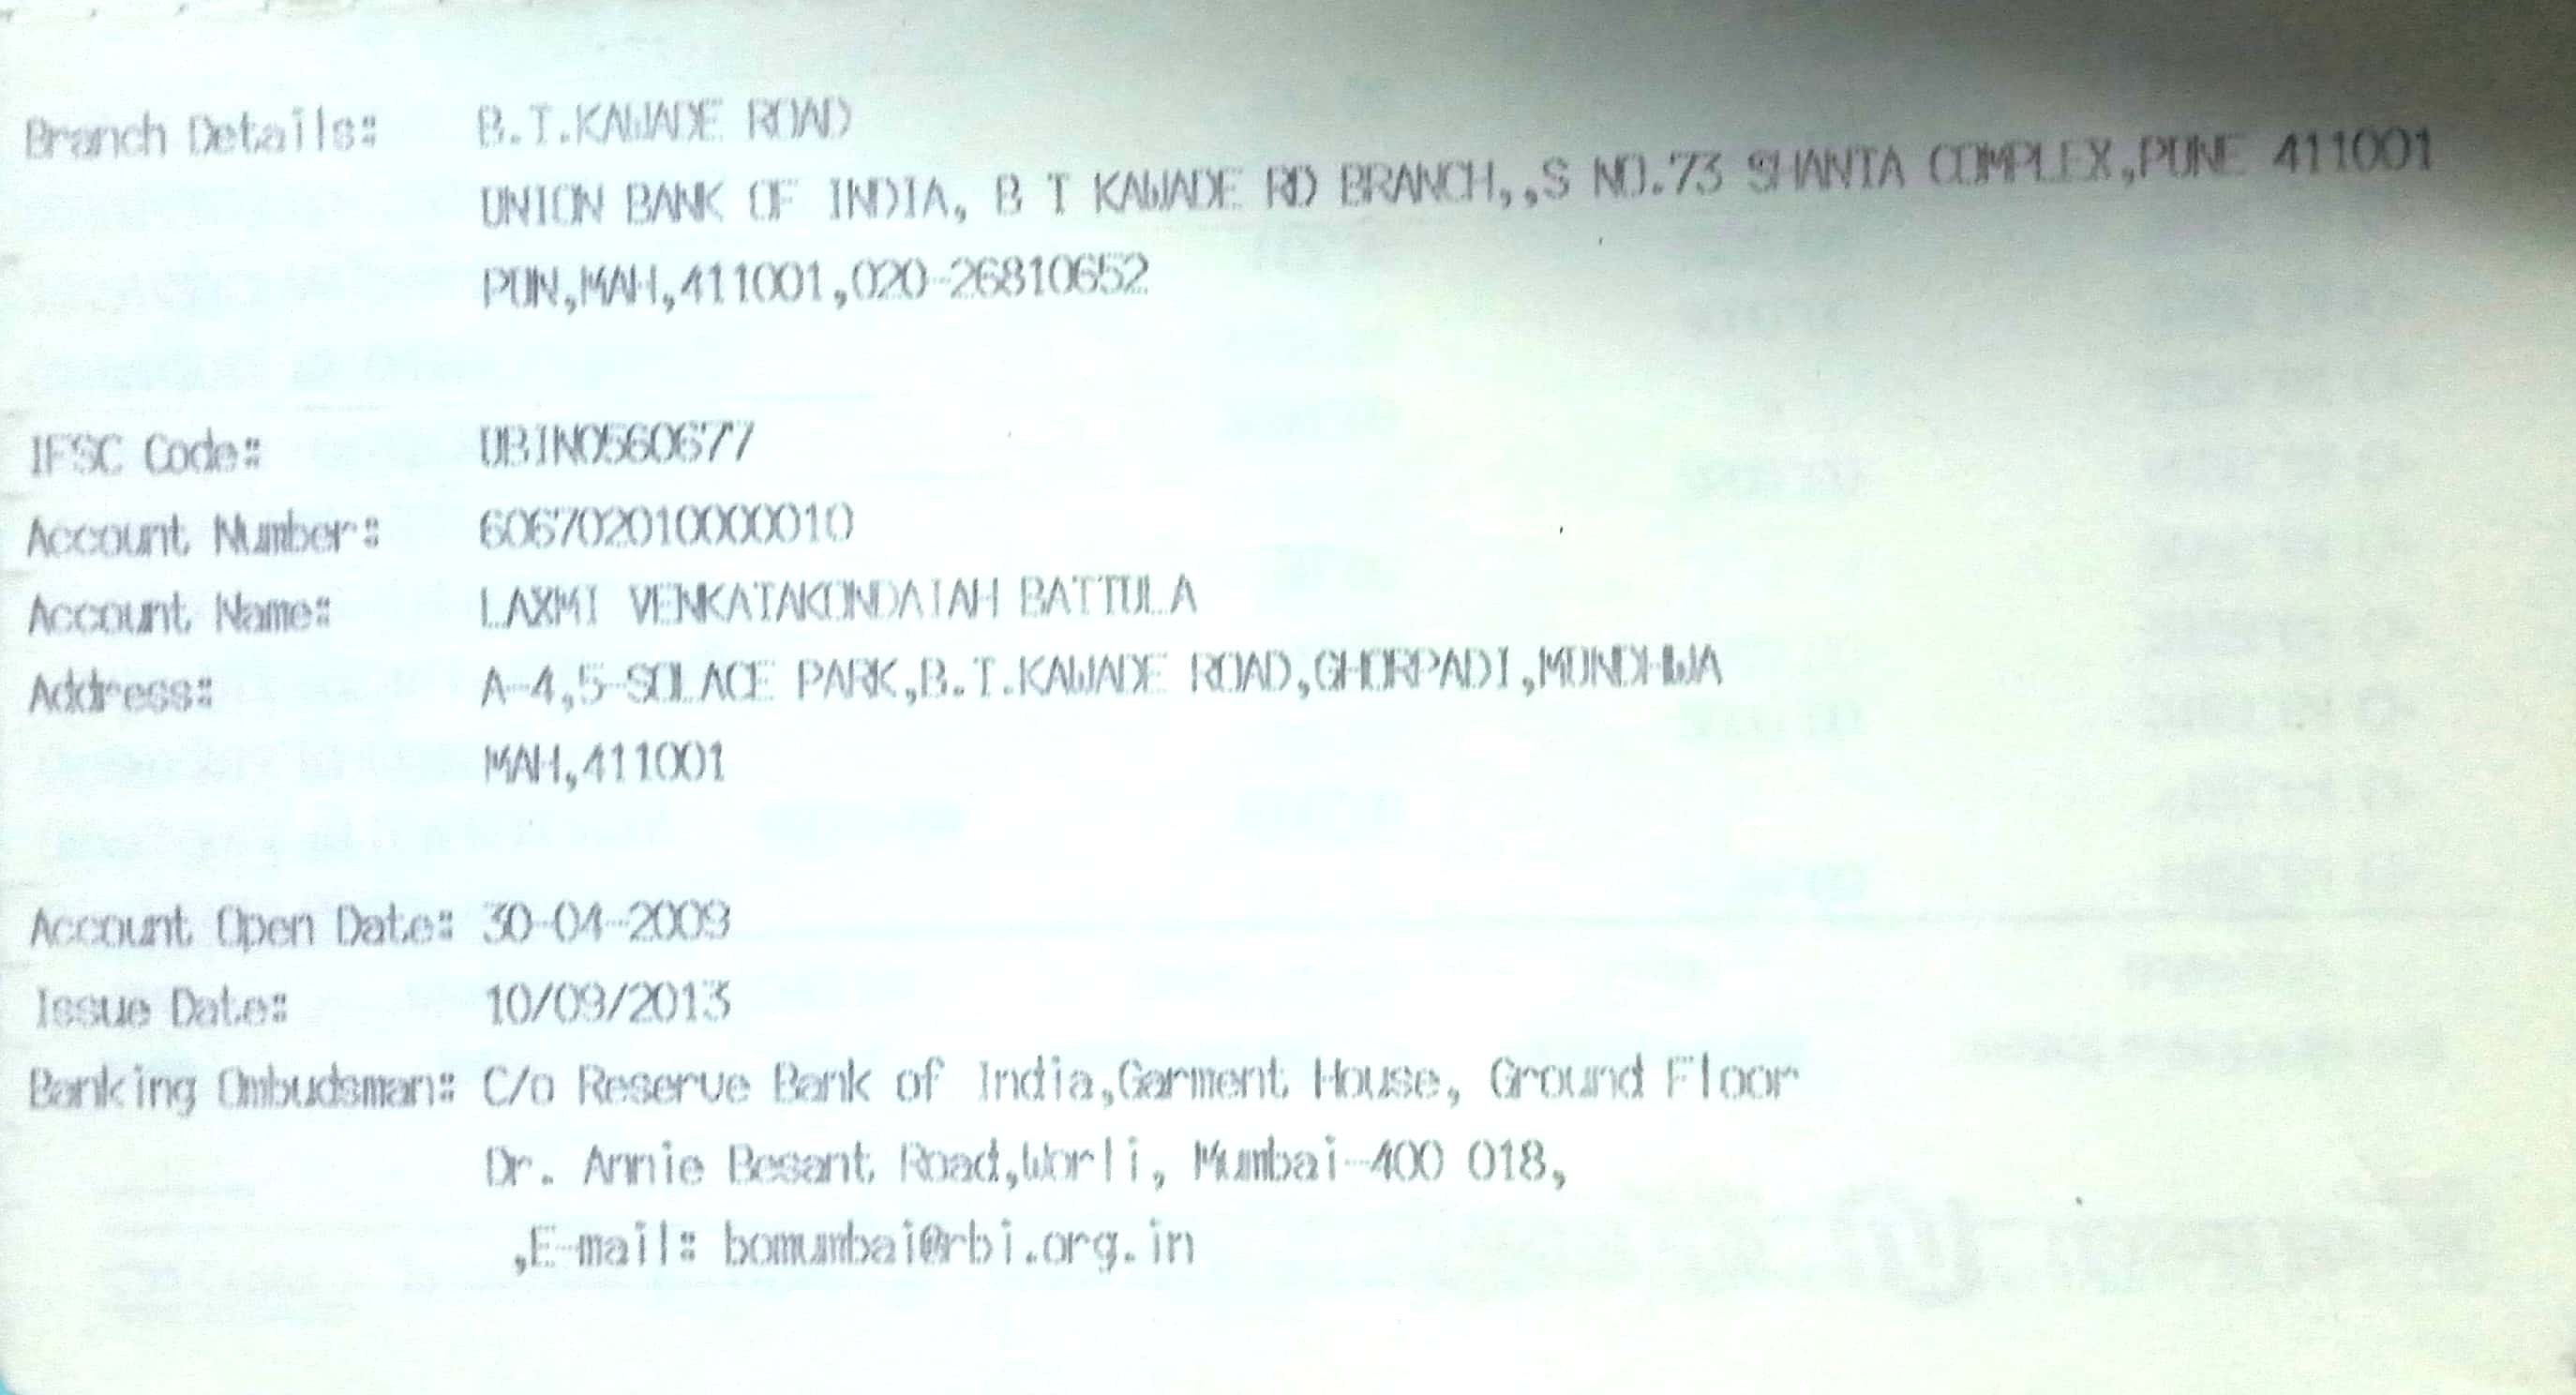 Branch Details: B.T.KAWADE ROAD
UNION BANK OF INDIA, B T KAWADE RD BRANCH,,S NO.73 SHANTA COMPLEX,PUNE 411001
PUN,MAH,411001,020-26810652
IFSC Code: UBIN0560677
Account Number: 606702010000010
Account Name: LAXMI VENKATAKONDAIAH BATTULA
Address: A-4,5-SOLACE PARK,B.T.KAWADE ROAD,GHORPADI,MUNDHWA
MAH,411001
Account Open Date: 30-04-2009
Issue Date: 10/09/2013
Banking Ombudsman: C/o Reserve Bank of India,Garment House, Ground Floor
Dr. Annie Besant Road,Worli, Mumbai-400 018,
,E-mail: bomumbai@rbi.org.in